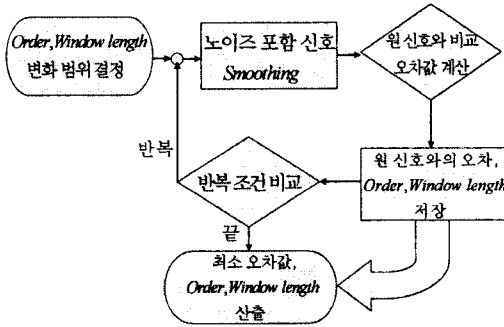 Order,Window length
변화 범위 결정
노이즈 포함 신호
Smoothing
원 신호와 비교
오차값 계산
원 신호와의 오차,
Order,Window length
저장
반복 조건 비교
반복
끝
최소 오차값,
Order,Window length
산출